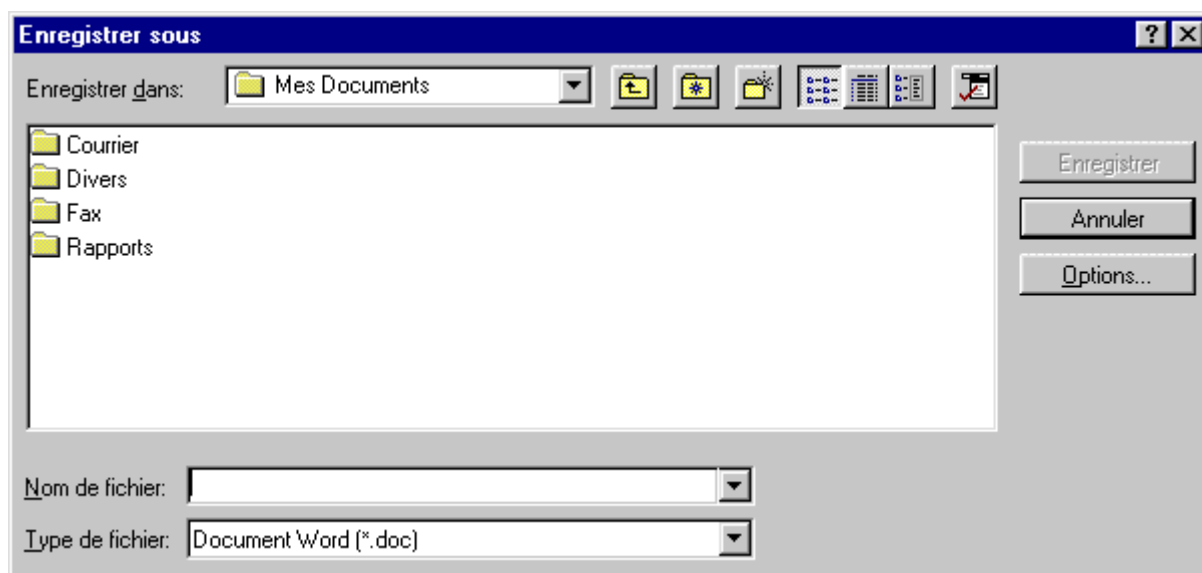 Enregistrer sous
Enregistrer dans: Mes Documents
Courrier
Divers
Fax
Rapports
Enregistrer
Annuler
Options...
Nom de fichier:
Type de fichier: Document Word (*.doc)